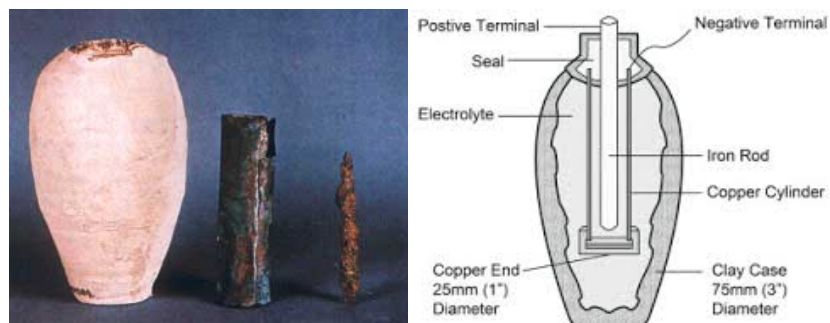 Postive Terminal
Negative Terminal
Seal
Electrolyte
Iron Rod
Copper Cylinder
Copper End
25mm (1")
Diameter
Clay Case
75mm (3")
Diameter